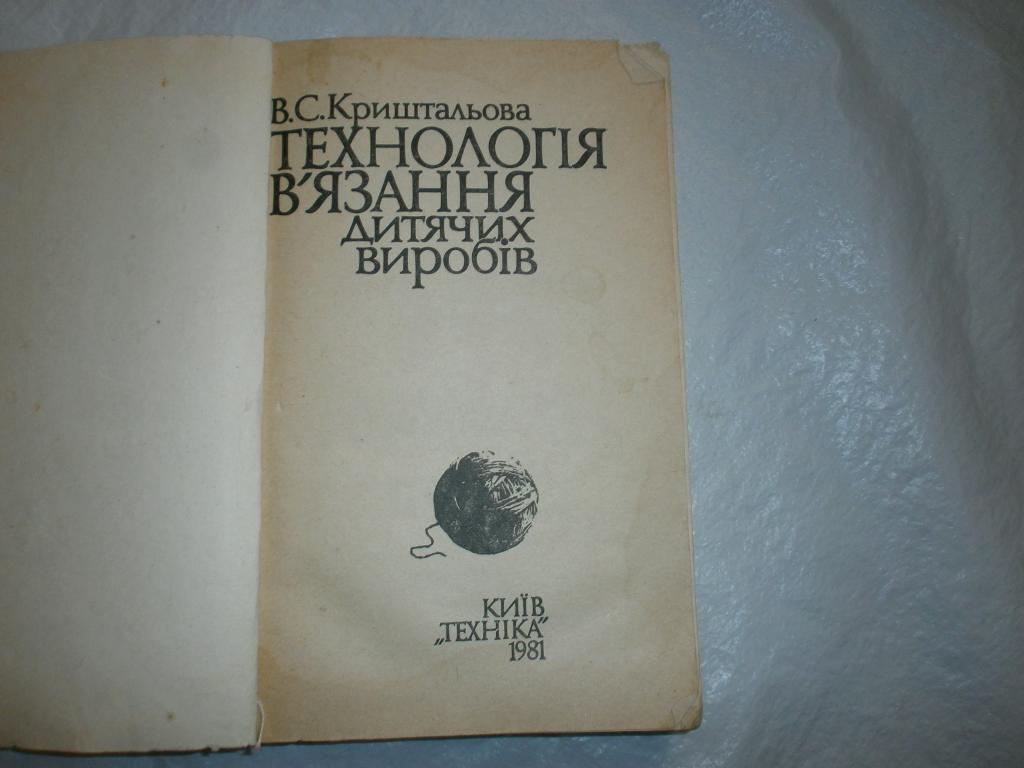 В.С.Криштальова
ТЕХНОЛОГІЯ
В'ЯЗАННЯ
дитячих
виробів
КИЇВ
„ТЕХНІКА"
1981